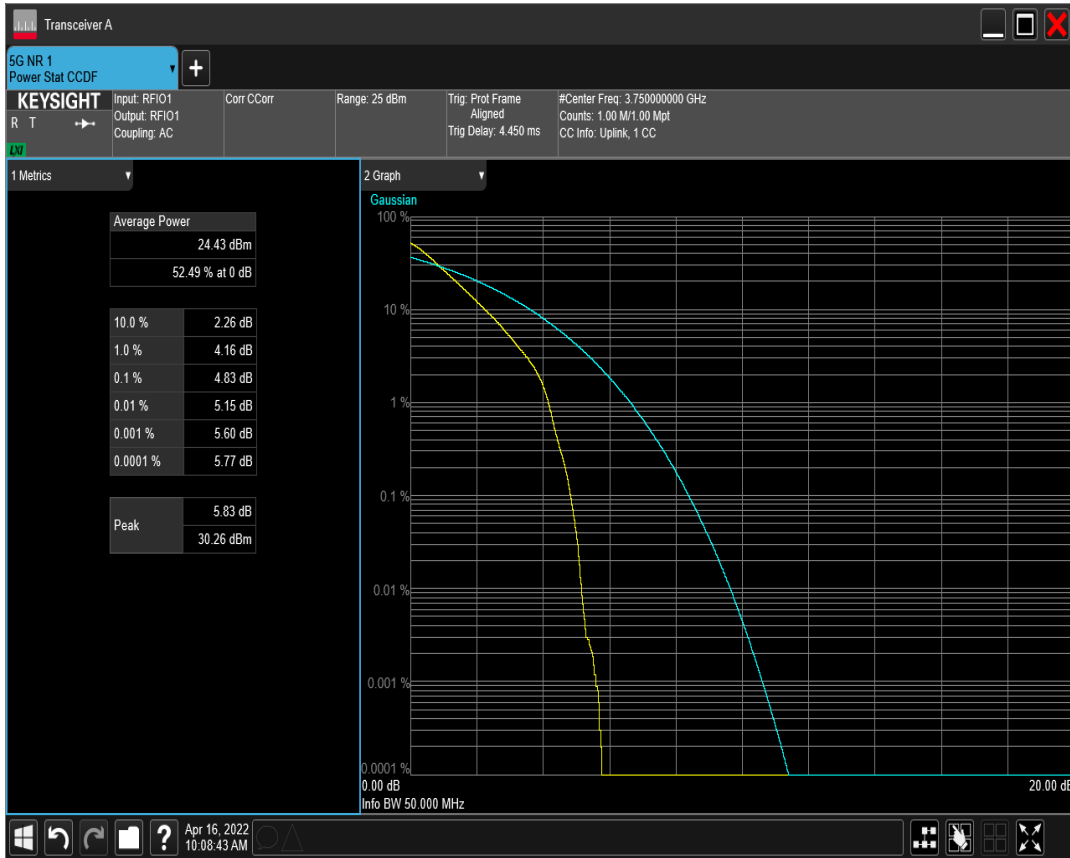 Transceiver A
5G NR 1
Power Stat CCDF
KEYSIGHT
R T
LXI
Input: RFIO1
Output: RFIO1
Coupling: AC
Corr CCorr
Range: 25 dBm
Trig: Prot Frame
Aligned
Trig Delay: 4.450 ms
#Center Freq: 3.750000000 GHz
Counts: 1.00 M/1.00 Mpt
CC Info: Uplink, 1 CC
1 Metrics
Average Power
24.43 dBm
52.49 % at 0 dB
10.0 % 2.26 dB
1.0 % 4.16 dB
0.1 % 4.83 dB
0.01 % 5.15 dB
0.001 % 5.60 dB
0.0001 % 5.77 dB
Peak
5.83 dB
30.26 dBm
2 Graph
Gaussian
100 %
10 %
1 %
0.1 %
0.01 %
0.001 %
0.0001 %
0.00 dB 20.00 dB
Info BW 50.000 MHz
?
Apr 16, 2022
10:08:43 AM